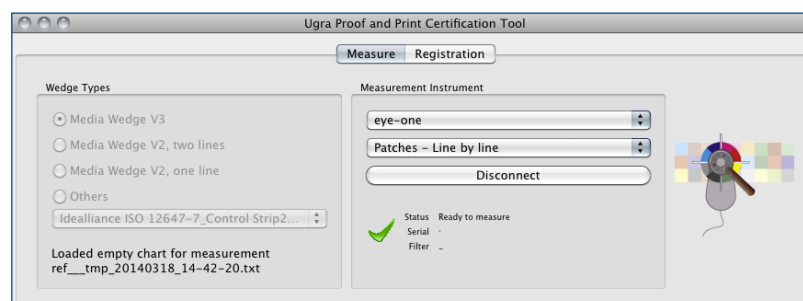 Ugra Proof and Print Certification Tool
Measure Registration
Wedge Types
Media Wedge V3
Media Wedge V2, two lines
Media Wedge V2, one line
Others
Idealliance ISO 12647-7_Control Strip2...
Loaded empty chart for measurement
ref__tmp_20140318_14-42-20.txt
Measurement Instrument
eye-one
Patches - Line by line
Disconnect
Status Ready to measure
Serial -
Filter -